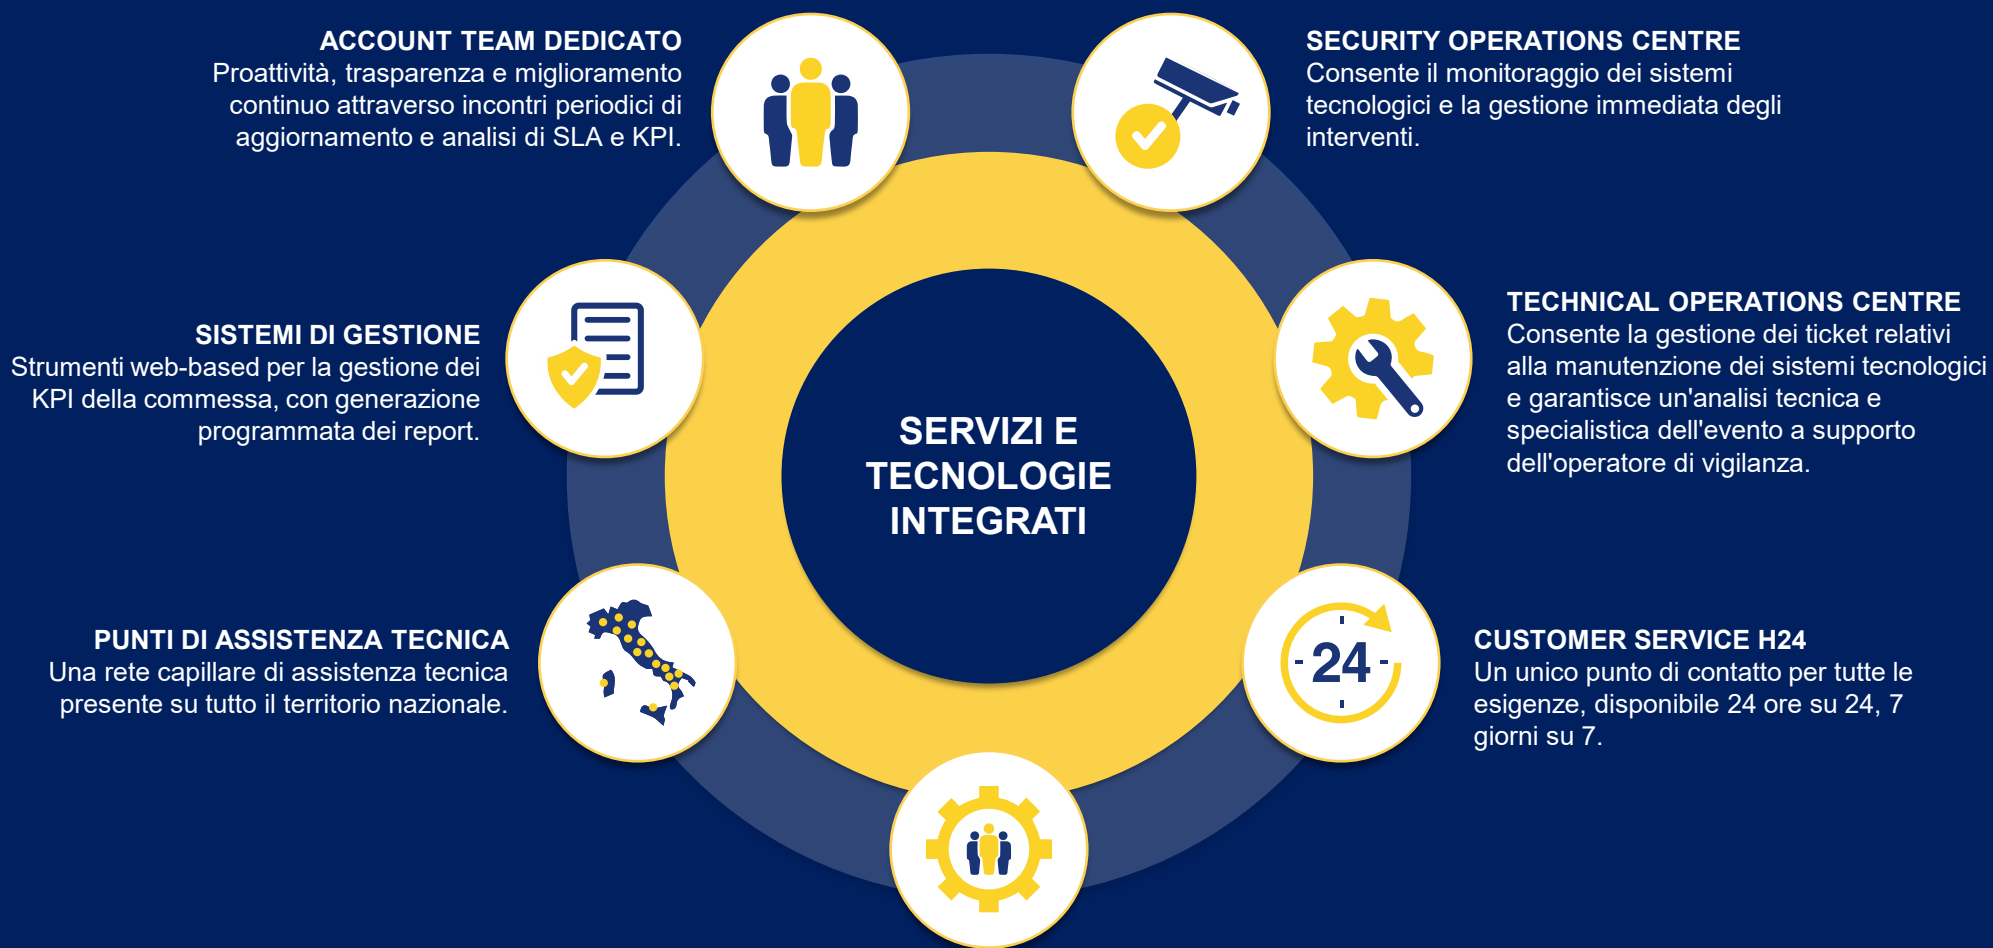 ACCOUNT TEAM DEDICATO
Proattività, trasparenza e miglioramento
continuo attraverso incontri periodici di
aggiornamento e analisi di SLA e KPI.
SECURITY OPERATIONS CENTRE
Consente il monitoraggio dei sistemi
tecnologici e la gestione immediata degli
interventi.
SISTEMI DI GESTIONE
Strumenti web-based per la gestione dei
KPI della commessa, con generazione
programmata dei report.
TECHNICAL OPERATIONS CENTRE
Consente la gestione dei ticket relativi
alla manutenzione dei sistemi tecnologici
e garantisce un'analisi tecnica e
specialistica dell'evento a supporto
dell'operatore di vigilanza.
SERVIZI E
TECNOLOGIE
INTEGRATI
PUNTI DI ASSISTENZA TECNICA
Una rete capillare di assistenza tecnica
presente su tutto il territorio nazionale.
24
CUSTOMER SERVICE H24
Un unico punto di contatto per tutte le
esigenze, disponibile 24 ore su 24, 7
giorni su 7.